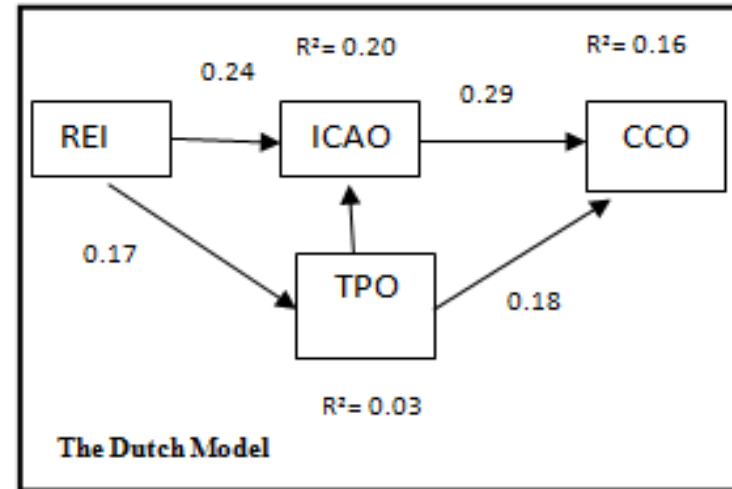 R²= 0.20
R²= 0.16
0.24
0.29
REI
ICAO
CCO
0.17
TPO
0.18
R²= 0.03
The Dutch Model